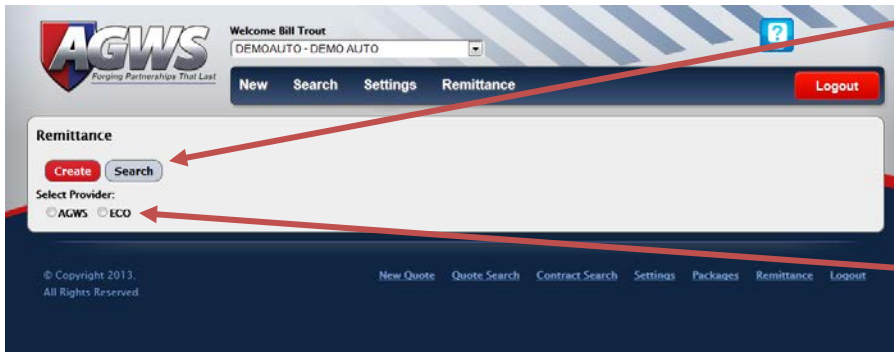 AGWS
Forging Partnerships That Last
Welcome Bill Trout
DEMOAUTO - DEMO AUTO
?
New Search Settings Remittance Logout
Remittance
Create Search
Select Provider:
AGWS ECO
© Copyright 2013.
All Rights Reserved
New Quote Quote Search Contract Search Settings Packages Remittance Logout